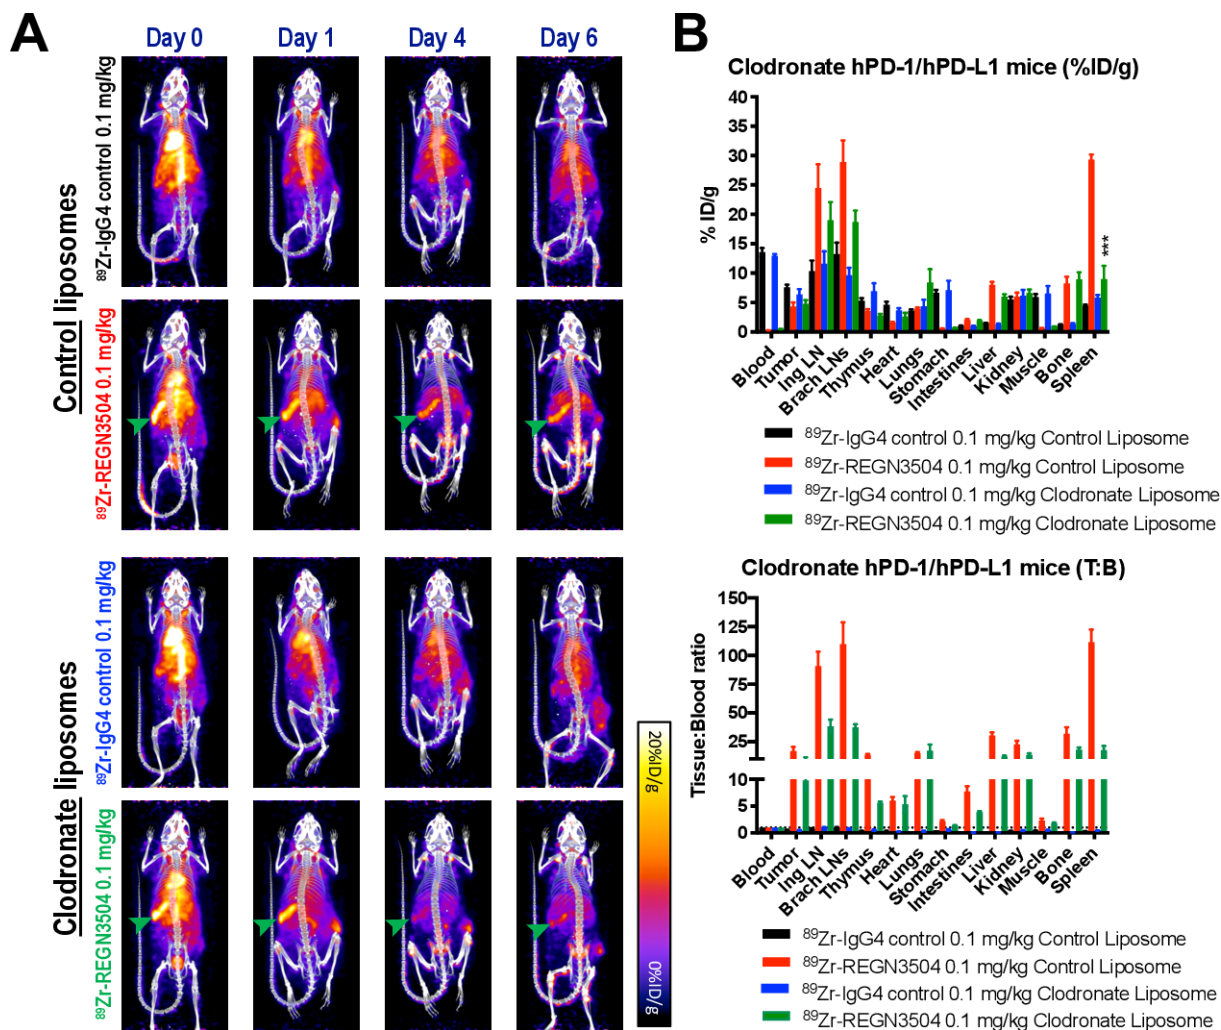 A
Day 0
Day 1
Day 4
Day 6
Control liposomes
⁸⁹Zr-IgG4 control 0.1 mg/kg
⁸⁹Zr-REGN3504 0.1 mg/kg
Clodronate liposomes
⁸⁹Zr-IgG4 control 0.1 mg/kg
⁸⁹Zr-REGN3504 0.1 mg/kg
20%ID/g
0%ID/g
B
Clodronate hPD-1/hPD-L1 mice (%ID/g)
% ID/g
40
35
30
25
20
15
10
5
0
***
Blood
Tumor
Ing LN
Brach LNs
Thymus
Heart
Lungs
Stomach
Intestines
Liver
Kidney
Muscle
Bone
Spleen
⁸⁹Zr-IgG4 control 0.1 mg/kg Control Liposome
⁸⁹Zr-REGN3504 0.1 mg/kg Control Liposome
⁸⁹Zr-IgG4 control 0.1 mg/kg Clodronate Liposome
⁸⁹Zr-REGN3504 0.1 mg/kg Clodronate Liposome
Clodronate hPD-1/hPD-L1 mice (T:B)
Tissue:Blood ratio
150
125
100
75
50
25
10
5
0
Blood
Tumor
Ing LN
Brach LNs
Thymus
Heart
Lungs
Stomach
Intestines
Liver
Kidney
Muscle
Bone
Spleen
⁸⁹Zr-IgG4 control 0.1 mg/kg Control Liposome
⁸⁹Zr-REGN3504 0.1 mg/kg Control Liposome
⁸⁹Zr-IgG4 control 0.1 mg/kg Clodronate Liposome
⁸⁹Zr-REGN3504 0.1 mg/kg Clodronate Liposome